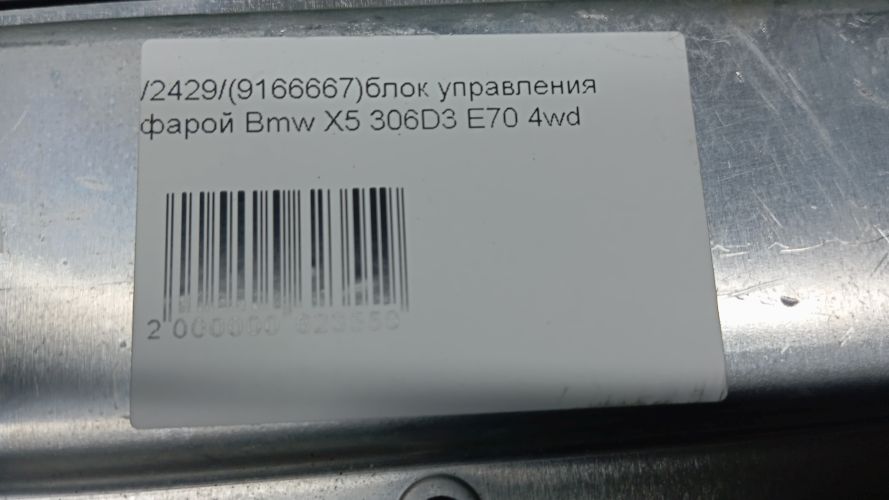 /2429/(9166667)блок управления
фарой Bmw X5 306D3 E70 4wd